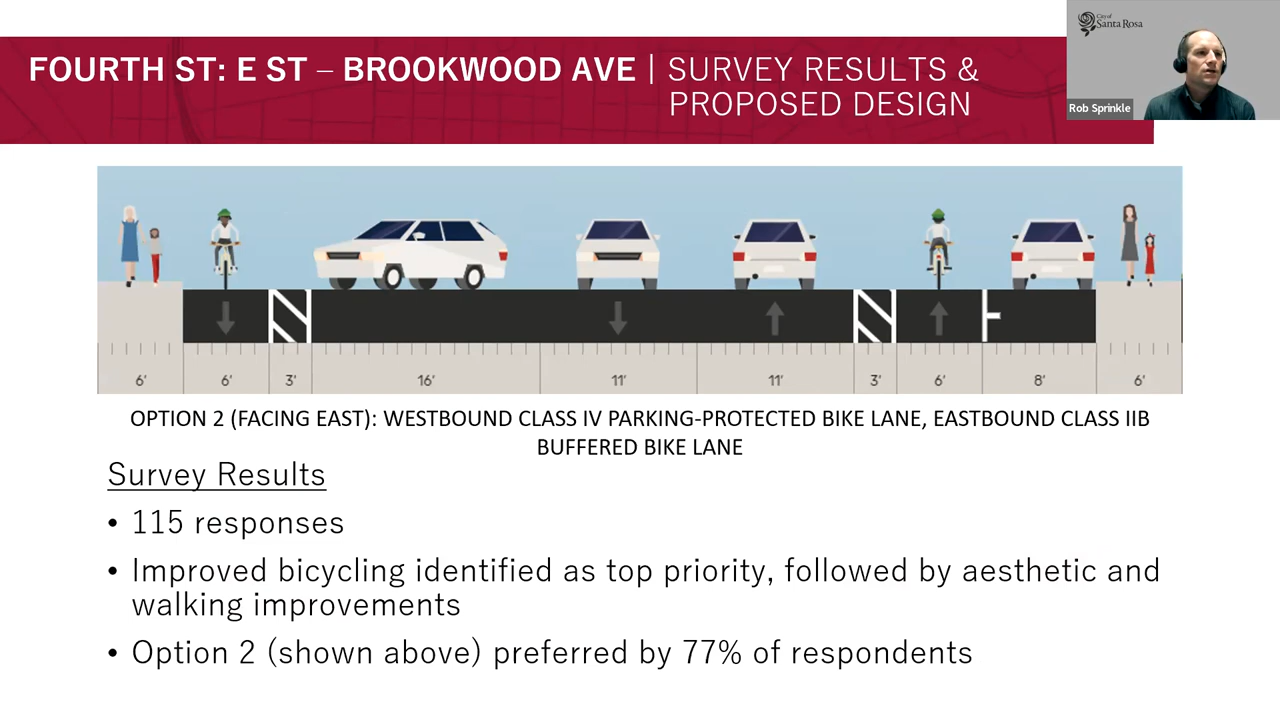 City of
Santa Rosa
Rob Sprinkle
FOURTH ST: E ST – BROOKWOOD AVE | SURVEY RESULTS &
PROPOSED DESIGN
6' 6' 3' 16' 11' 11' 3' 6' 8' 6'
OPTION 2 (FACING EAST): WESTBOUND CLASS IV PARKING-PROTECTED BIKE LANE, EASTBOUND CLASS IIB
BUFFERED BIKE LANE
Survey Results
• 115 responses
• Improved bicycling identified as top priority, followed by aesthetic and
walking improvements
• Option 2 (shown above) preferred by 77% of respondents